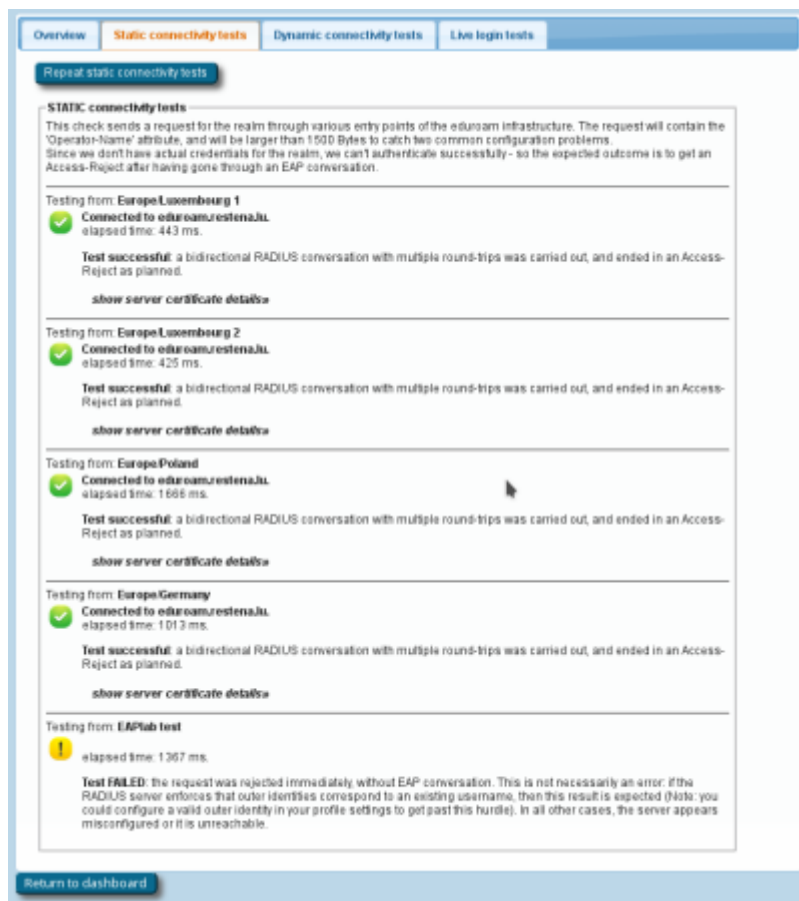 Overview Static connectivity tests Dynamic connectivity tests Live login tests
Repeat static connectivity tests
STATIC connectivity tests
This check sends a request for the realm through various entry points of the eduroam infrastructure. The request will contain the
'Operator-Name' attribute, and will be larger than 1500 Bytes to catch two common configuration problems.
Since we don't have actual credentials for the realm, we can't authenticate successfully - so the expected outcome is to get an
Access-Reject after having gone through an EAP conversation.
Testing from: Europe/Luxembourg 1
Connected to eduroam.restena.lu.
elapsed time: 443 ms.
Test successful: a bidirectional RADIUS conversation with multiple round-trips was carried out, and ended in an Access-
Reject as planned.
show server certificate details»
Testing from: Europe/Luxembourg 2
Connected to eduroam.restena.lu.
elapsed time: 425 ms.
Test successful: a bidirectional RADIUS conversation with multiple round-trips was carried out, and ended in an Access-
Reject as planned.
show server certificate details»
Testing from: Europe/Poland
Connected to eduroam.restena.lu.
elapsed time: 1666 ms.
Test successful: a bidirectional RADIUS conversation with multiple round-trips was carried out, and ended in an Access-
Reject as planned.
show server certificate details»
Testing from: Europe/Germany
Connected to eduroam.restena.lu.
elapsed time: 1013 ms.
Test successful: a bidirectional RADIUS conversation with multiple round-trips was carried out, and ended in an Access-
Reject as planned.
show server certificate details»
Testing from: EAPlab test
elapsed time: 1367 ms.
Test FAILED: the request was rejected immediately, without EAP conversation. This is not necessarily an error: if the
RADIUS server enforces that outer identities correspond to an existing username, then this result is expected (Note: you
could configure a valid outer identity in your profile settings to get past this hurdle). In all other cases, the server appears
misconfigured or it is unreachable.
Return to dashboard